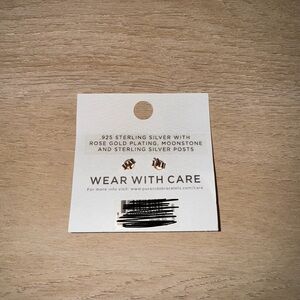 .925 STERLING SILVER WITH
ROSE GOLD PLATING, MOONSTONE
AND STERLING SILVER POSTS
WEAR WITH CARE
For more info visit: www.puravidabracelets.com/care